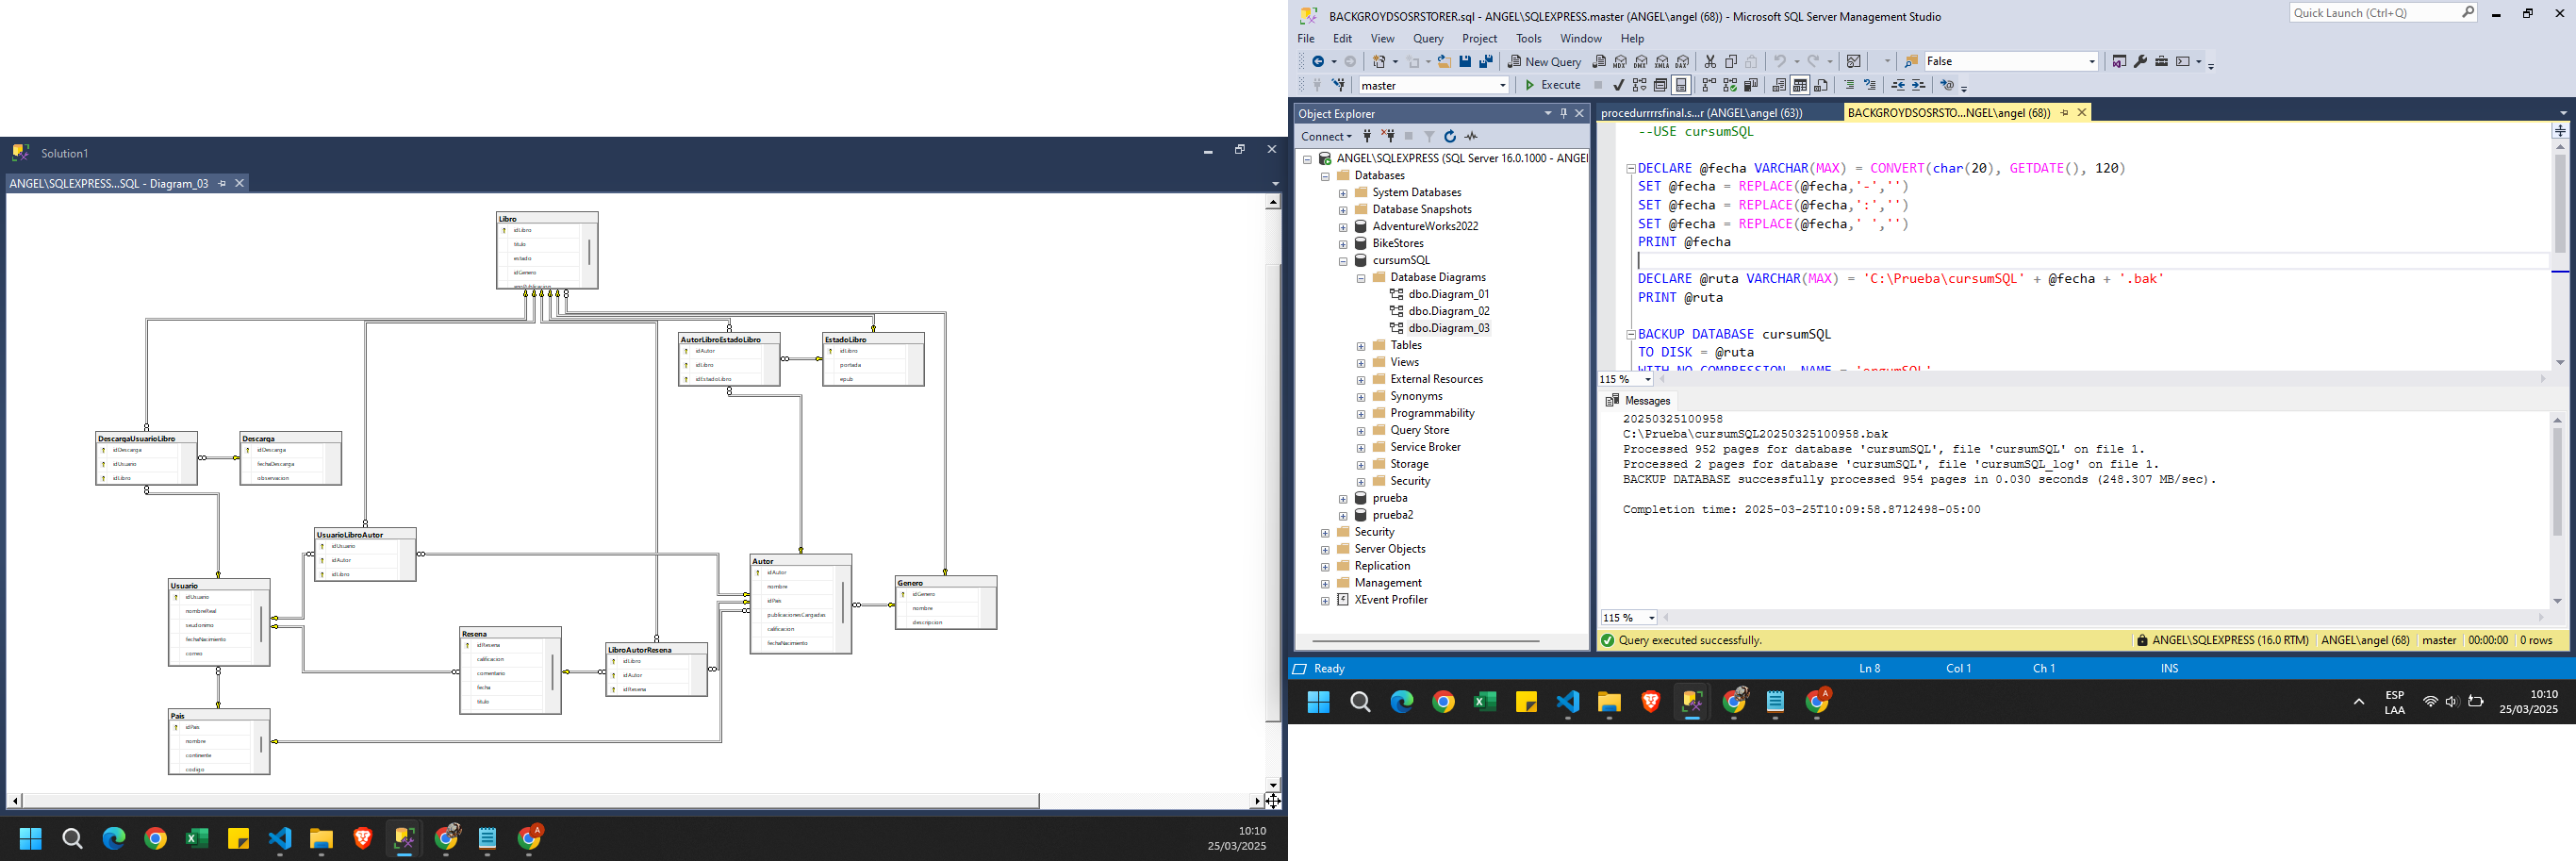 Solution1
ANGEL\SQLEXPRESS...SQL - Diagram_03
Libro
idLibro
titulo
estado
idGenero
AutorLibroEstadoLibro
idAutor
idLibro
idEstadoLibro
EstadoLibro
idLibro
portada
epub
DescargaUsuarioLibro
idDescarga
idUsuario
idLibro
Descarga
idDescarga
fechaDescarga
observacion
UsuarioLibroAutor
idUsuario
idAutor
idLibro
Usuario
idUsuario
nombreReal
seudonimo
fechaNacimiento
correo
Autor
idAutor
nombre
idPais
publicacionesCargadas
calificacion
fechaNacimiento
Genero
idGenero
nombre
descripcion
Resena
idResena
calificacion
comentario
fecha
titulo
LibroAutorResena
idLibro
idAutor
idResena
Pais
idPais
nombre
continente
codigo
10:10
25/03/2025
BACKGROYDSOSRSTORER.sql - ANGEL\SQLEXPRESS.master (ANGEL\angel (68)) - Microsoft SQL Server Management Studio
Quick Launch (Ctrl+Q)
File Edit View Query Project Tools Window Help
New Query
False
master
Execute
Object Explorer
Connect
ANGEL\SQLEXPRESS (SQL Server 16.0.1000 - ANGEL
Databases
System Databases
Database Snapshots
AdventureWorks2022
BikeStores
cursumSQL
Database Diagrams
dbo.Diagram_01
dbo.Diagram_02
dbo.Diagram_03
Tables
Views
External Resources
Synonyms
Programmability
Query Store
Service Broker
Storage
Security
prueba
prueba2
Security
Server Objects
Replication
Management
XEvent Profiler
procedurrrrsfinal.s...r (ANGEL\angel (63))
BACKGROYDSOSRSTO...NGEL\angel (68))
--USE cursumSQL
DECLARE @fecha VARCHAR(MAX) = CONVERT(char(20), GETDATE(), 120)
SET @fecha = REPLACE(@fecha,'-','')
SET @fecha = REPLACE(@fecha,':','')
SET @fecha = REPLACE(@fecha,' ','')
PRINT @fecha
DECLARE @ruta VARCHAR(MAX) = 'C:\Prueba\cursumSQL' + @fecha + '.bak'
PRINT @ruta
BACKUP DATABASE cursumSQL
TO DISK = @ruta
115 %
Messages
20250325100958
C:\Prueba\cursumSQL20250325100958.bak
Processed 952 pages for database 'cursumSQL', file 'cursumSQL' on file 1.
Processed 2 pages for database 'cursumSQL', file 'cursumSQL_log' on file 1.
BACKUP DATABASE successfully processed 954 pages in 0.030 seconds (248.307 MB/sec).
Completion time: 2025-03-25T10:09:58.8712498-05:00
115 %
Query executed successfully.
ANGEL\SQLEXPRESS (16.0 RTM) ANGEL\angel (68) master 00:00:00 0 rows
Ready
Ln 8 Col 1 Ch 1 INS
ESP
LAA
10:10
25/03/2025